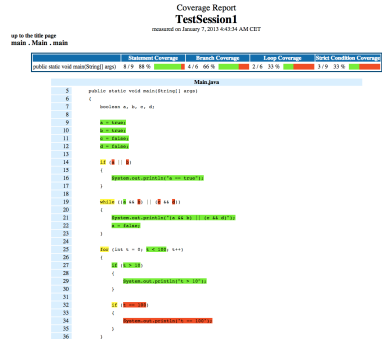 Coverage Report
TestSession1
measured on January 7, 2013 4:43:34 AM CET
up to the title page
main . Main . main
Statement Coverage Branch Coverage Loop Coverage Strict Condition Coverage
public static void main(String[] args) 8 / 9 88 % 4 / 6 66 % 2 / 6 33 % 3 / 9 33 %
Main.java
5 public static void main(String[] args)
6 {
7 boolean a, b, c, d;
8
9 a = true;
10 b = true;
11 c = false;
12 d = false;
13
14 if (a || b)
15 {
16 System.out.println("a == true");
17 }
18
19 while ((a && b) || (c && d))
20 {
21 System.out.println("(a && b) || (c && d)");
22 a = false;
23 }
24
25 for (int t = 0; t < 100; t++)
26 {
27 if (t > 10)
28 {
29 System.out.println("t > 10");
30 }
31
32 if (t == 100)
33 {
34 System.out.println("t == 100");
35 }
36 }